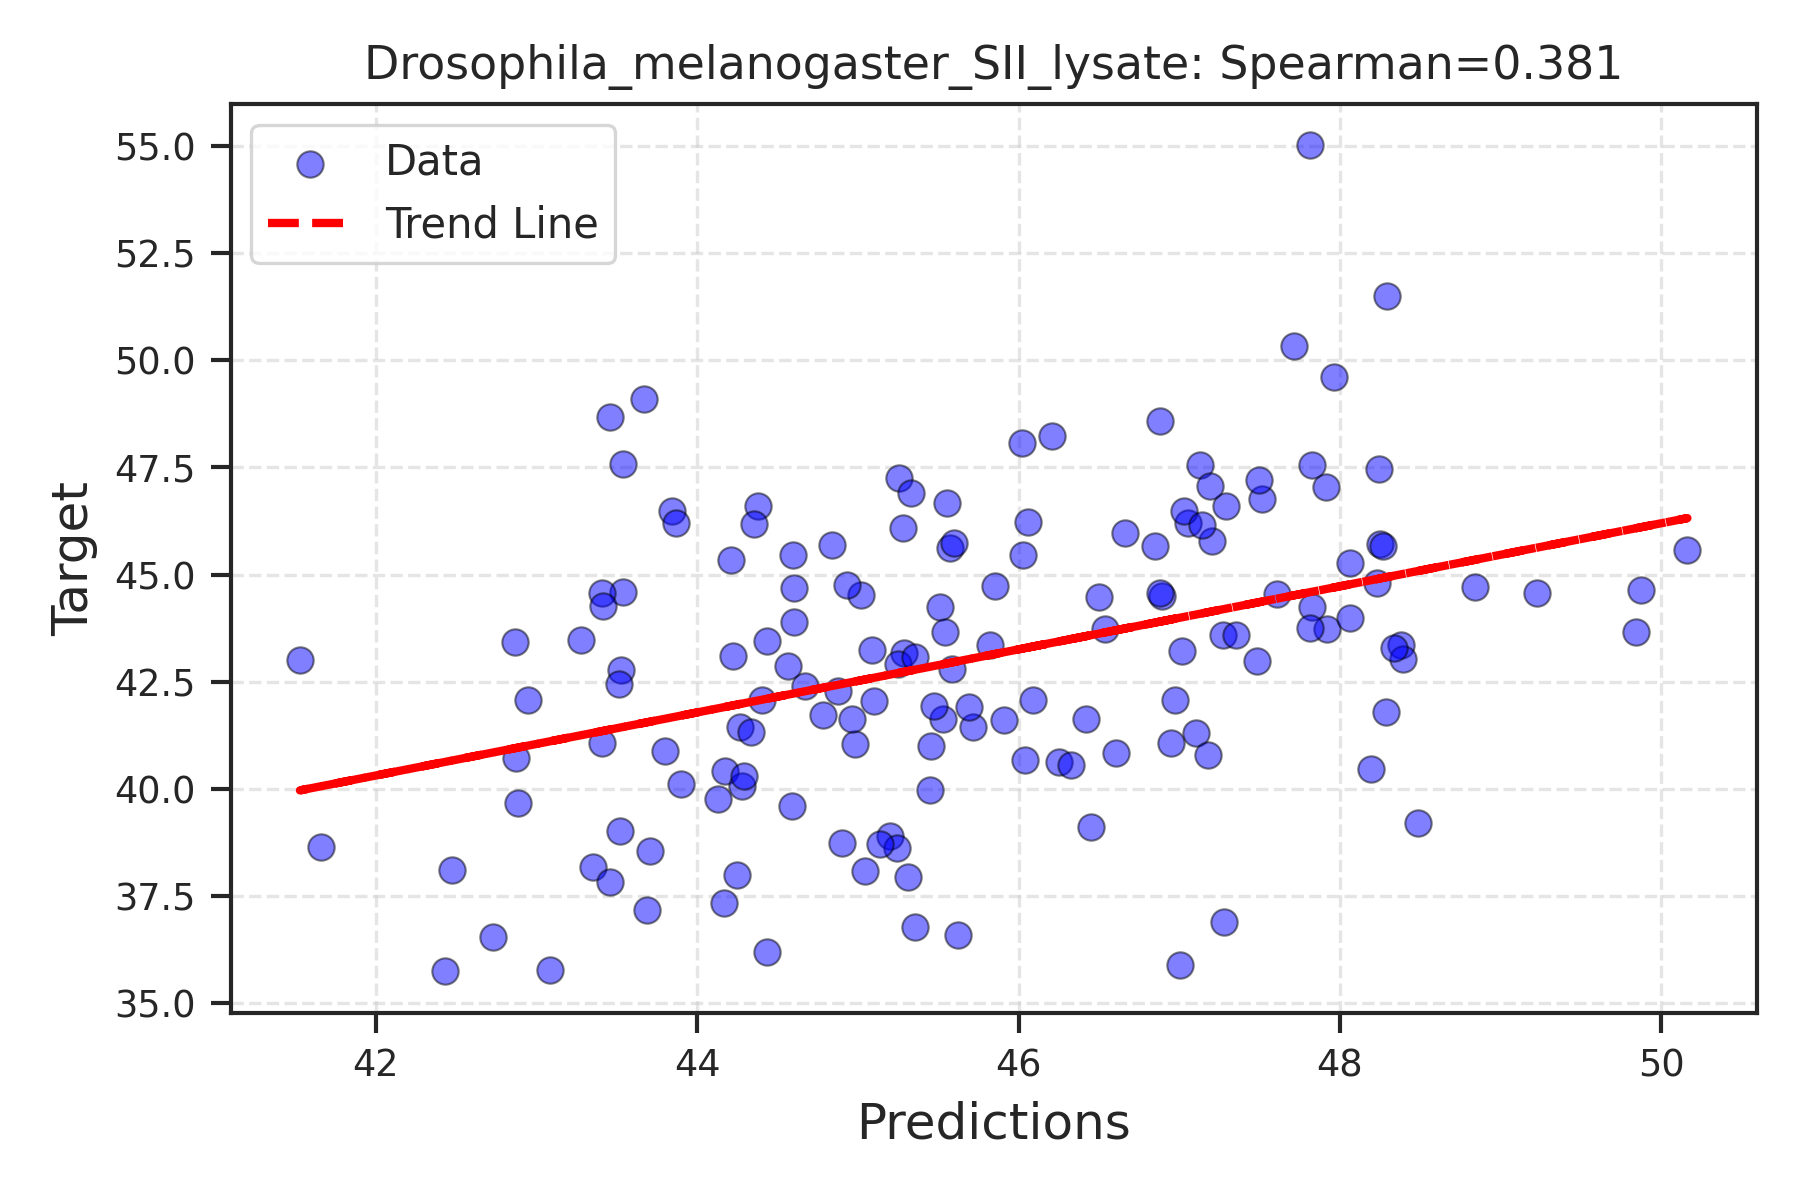 Drosophila_melanogaster_SII_lysate: Spearman=0.381
Data
Trend Line
55.0
52.5
50.0
47.5
45.0
42.5
40.0
37.5
35.0
Target
42
44
46
48
50
Predictions